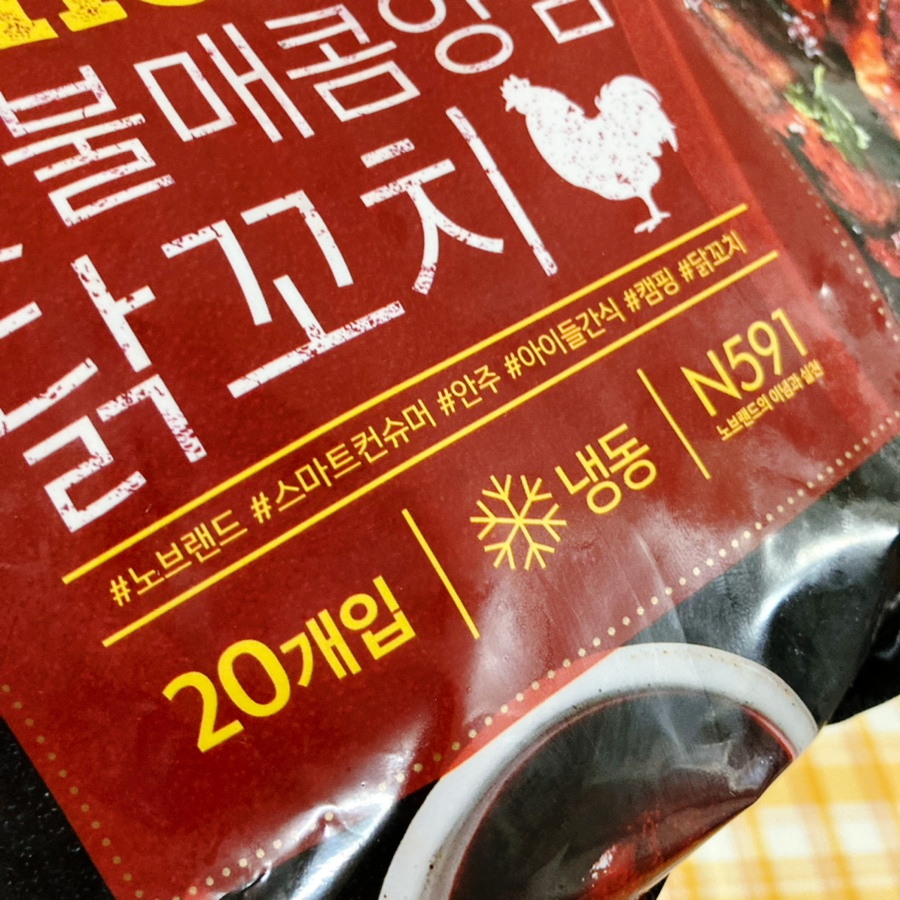 불매콤양념
닭꼬치
#노브랜드 #스마트컨슈머 #안주 #아이들간식 #캠핑 #닭꼬치
20개입
냉동
N591
노브랜드의 이념과 실천